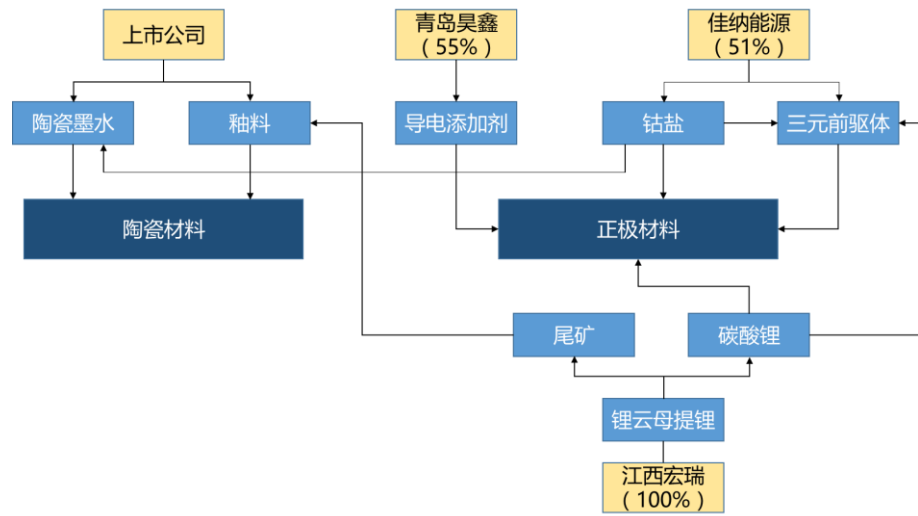 上市公司
青岛昊鑫
（55%）
佳纳能源
（51%）
陶瓷墨水
釉料
导电添加剂
钴盐
三元前驱体
陶瓷材料
正极材料
尾矿
碳酸锂
锂云母提锂
江西宏瑞
（100%）